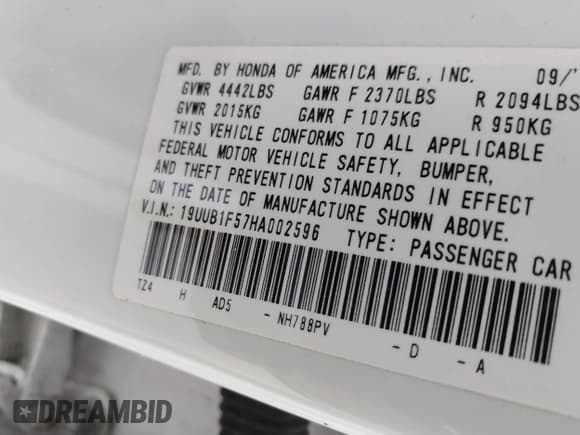 MFD. BY HONDA OF AMERICA MFG., INC. 09/
GVWR 4442LBS GAWR F 2370LBS R 2094LBS
GVWR 2015KG GAWR F 1075KG R 950KG
THIS VEHICLE CONFORMS TO ALL APPLICABLE
FEDERAL MOTOR VEHICLE SAFETY, BUMPER,
AND THEFT PREVENTION STANDARDS IN EFFECT
ON THE DATE OF MANUFACTURE SHOWN ABOVE.
V.I.N.: 19UUB1F57HA002596 TYPE: PASSENGER CAR
TZ4 H AD5 - NH788PV - D - A
DREAMBID